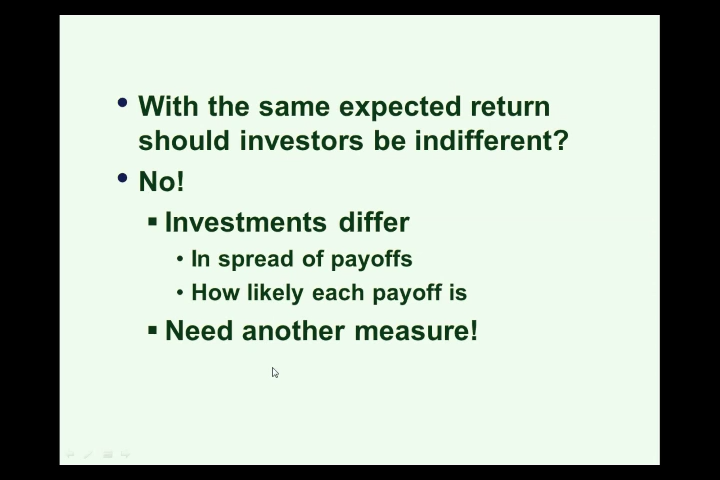 • With the same expected return
should investors be indifferent?
• No!
▪ Investments differ
• In spread of payoffs
• How likely each payoff is
▪ Need another measure!